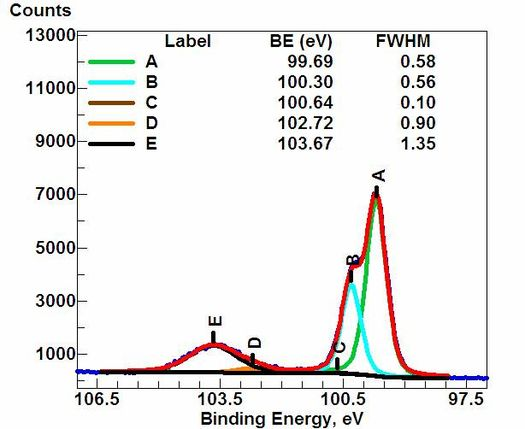 Counts
13000
11000
9000
7000
5000
3000
1000
Label BE (eV) FWHM
A 99.69 0.58
B 100.30 0.56
C 100.64 0.10
D 102.72 0.90
E 103.67 1.35
A
B
C
D
E
106.5 103.5 100.5 97.5
Binding Energy, eV